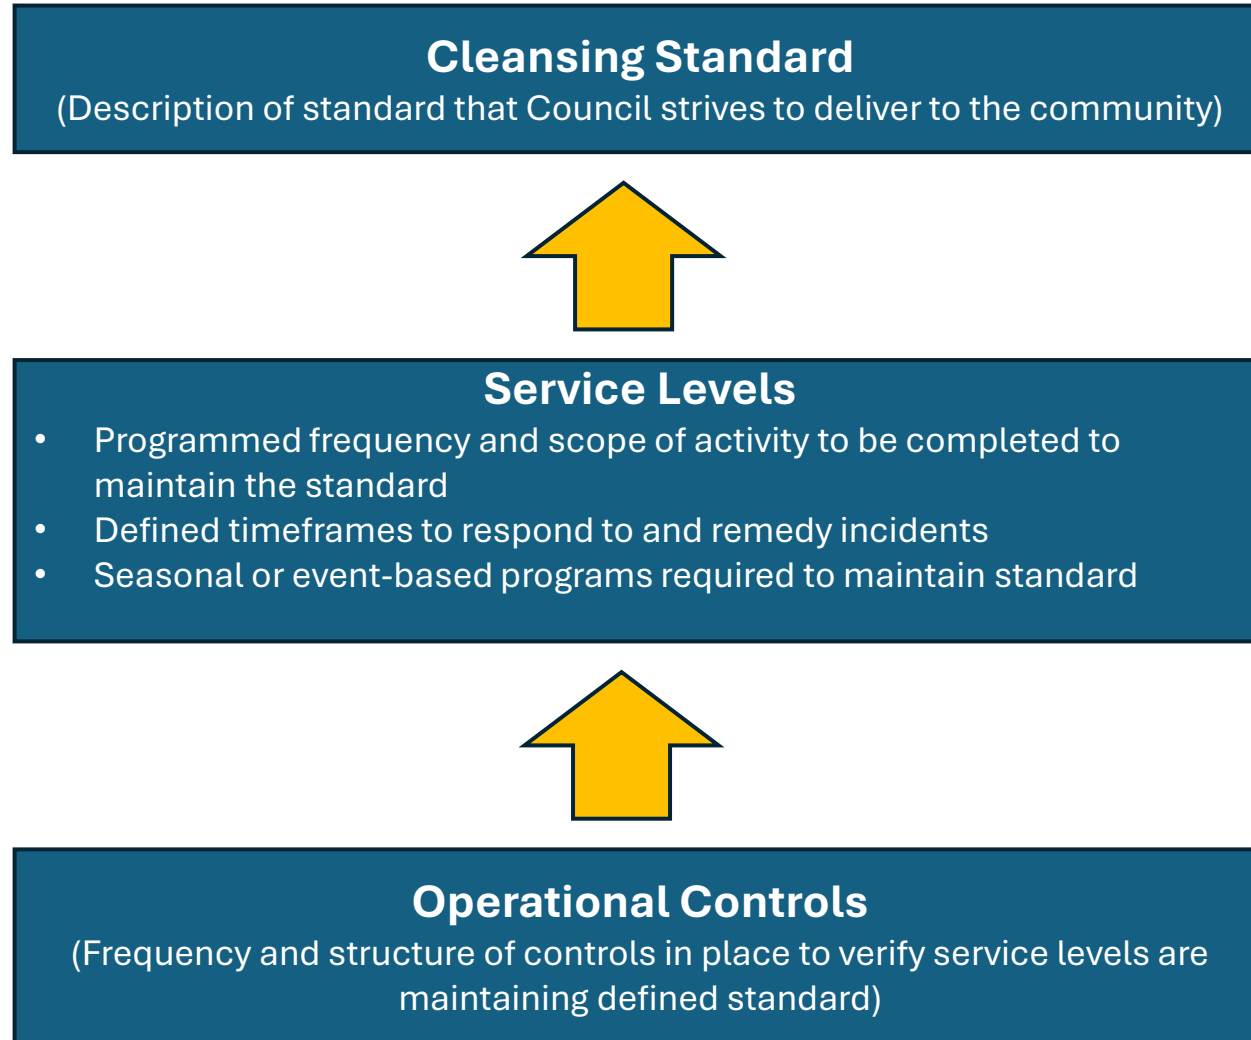 Cleansing Standard
(Description of standard that Council strives to deliver to the community)
Service Levels
• Programmed frequency and scope of activity to be completed to
maintain the standard
• Defined timeframes to respond to and remedy incidents
• Seasonal or event-based programs required to maintain standard
Operational Controls
(Frequency and structure of controls in place to verify service levels are
maintaining defined standard)